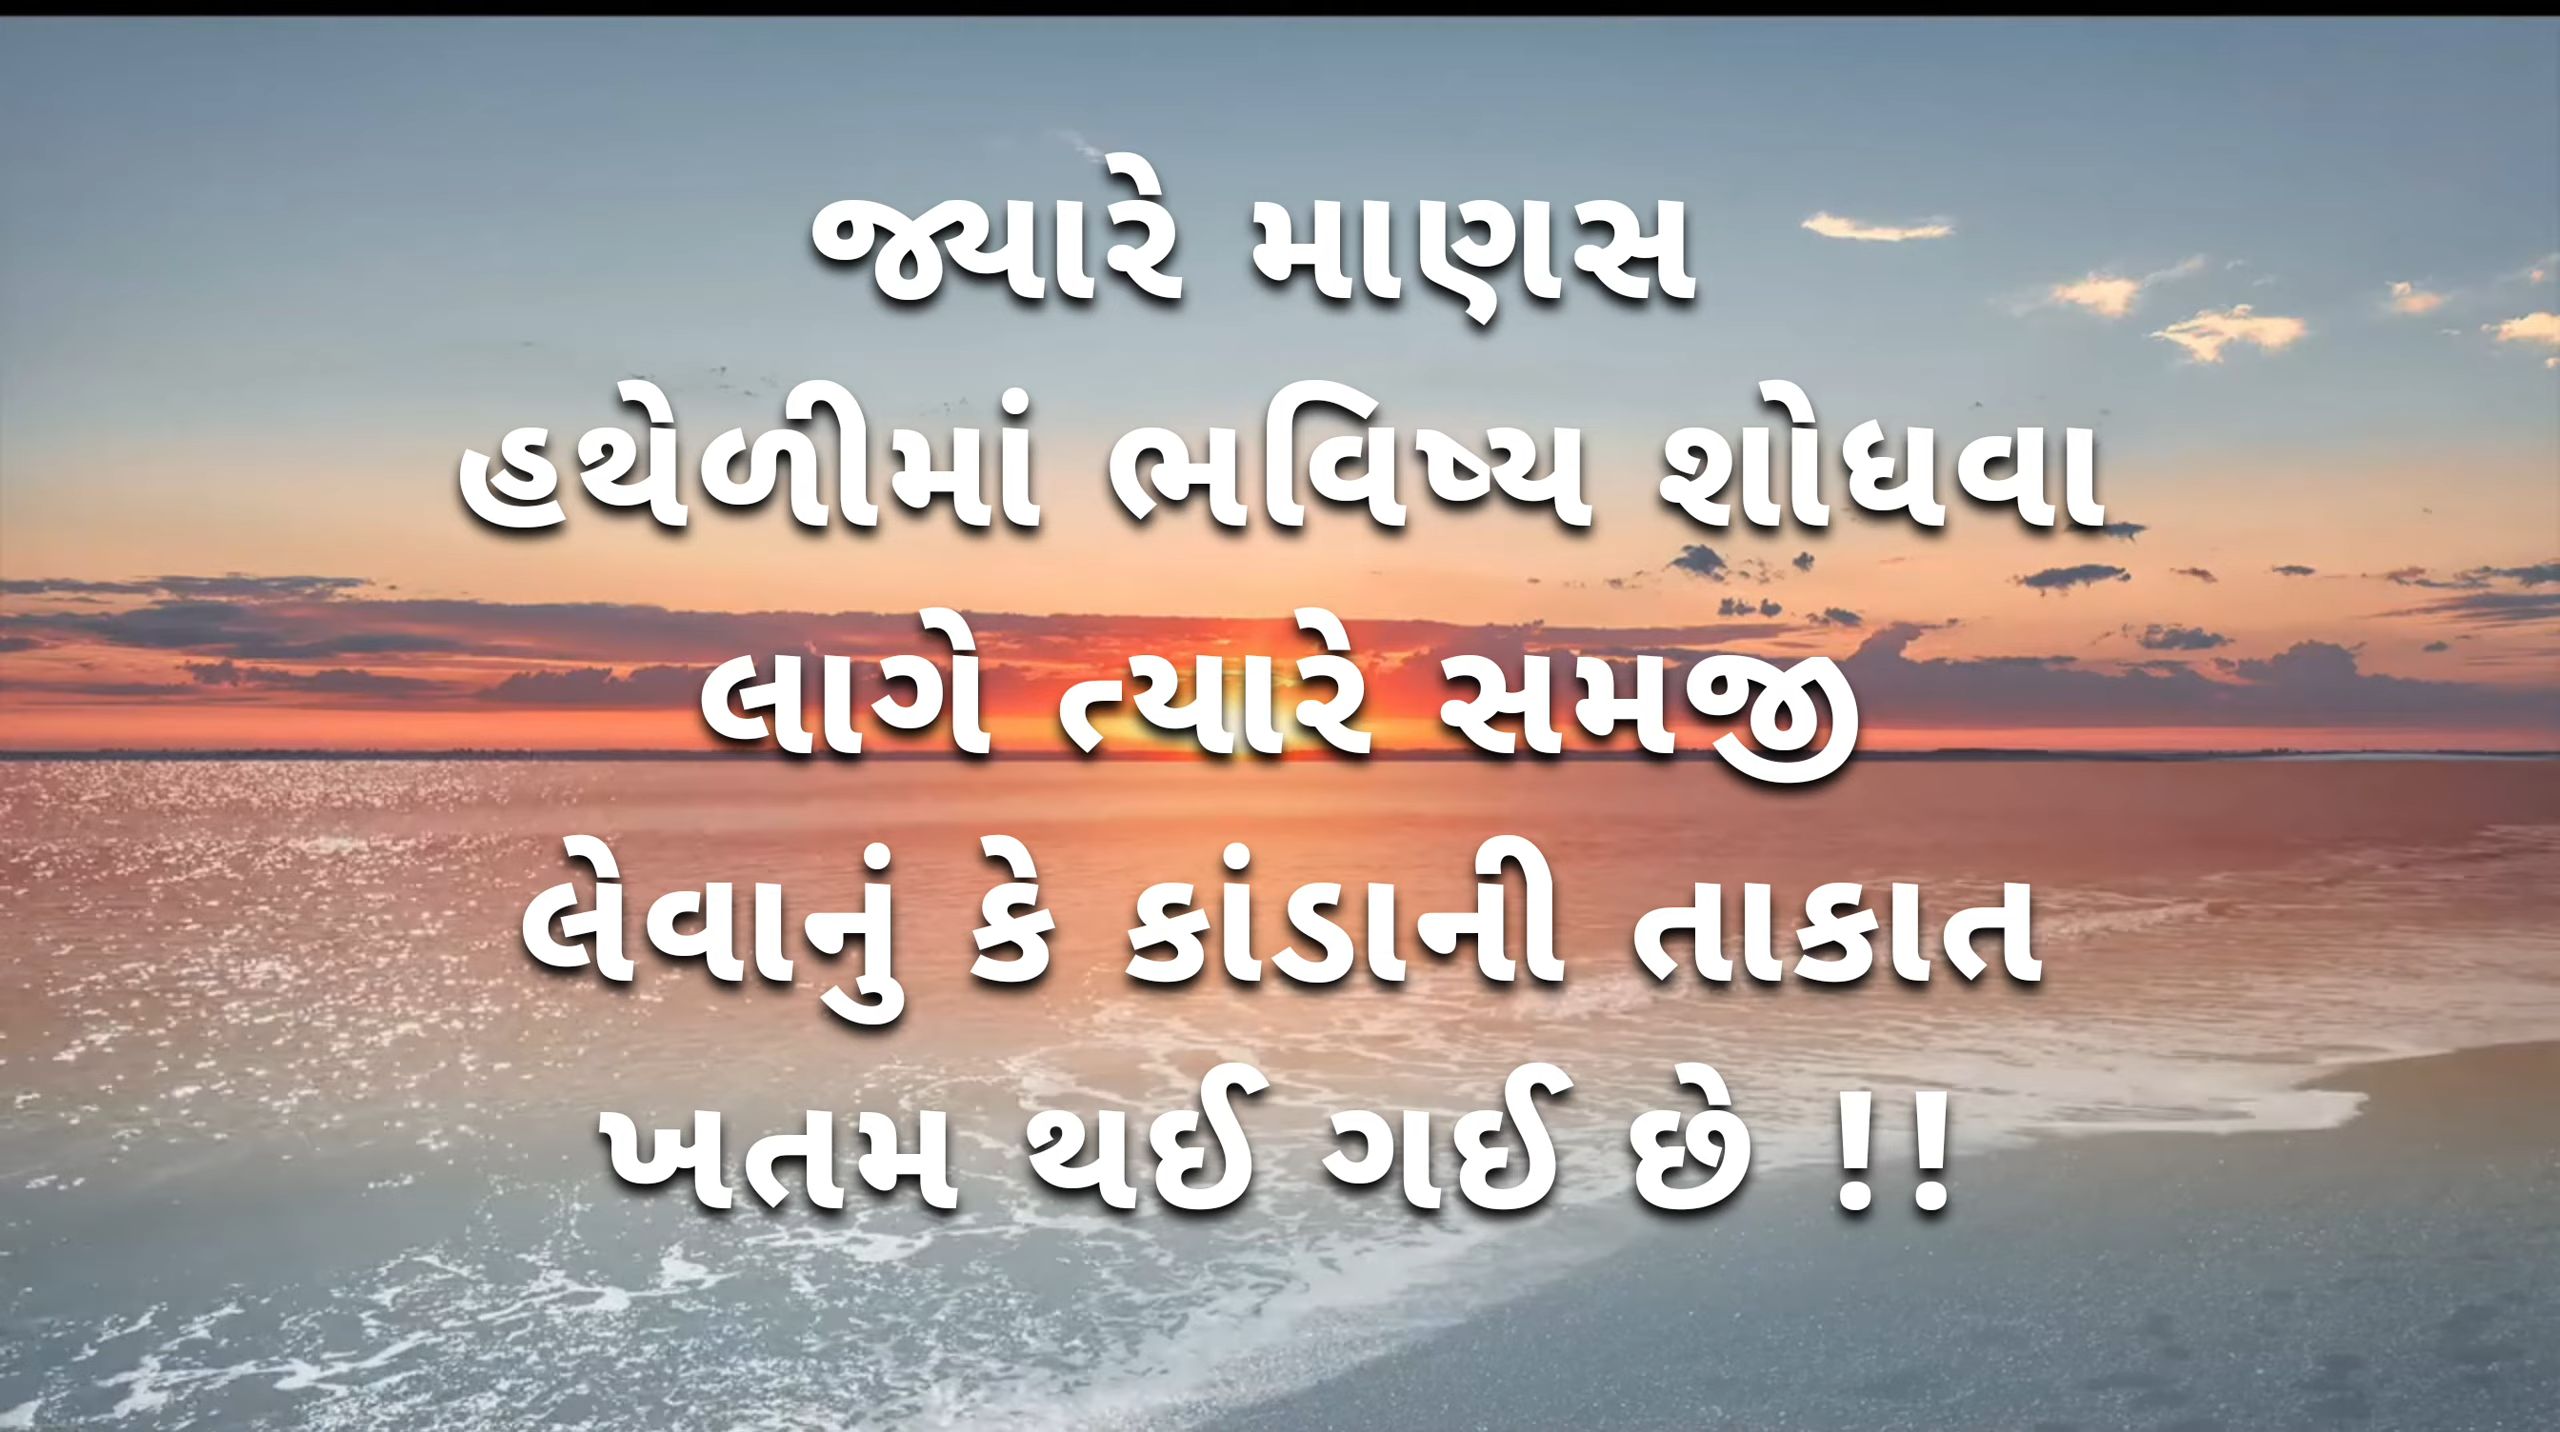 જ્યારે માણસ
હથેળીમાં ભવિષ્ય શોધવા
લાગે ત્યારે સમજી
લેવાનું કે કાંડાની તાકાત
ખતમ થઈ ગઈ છે !!